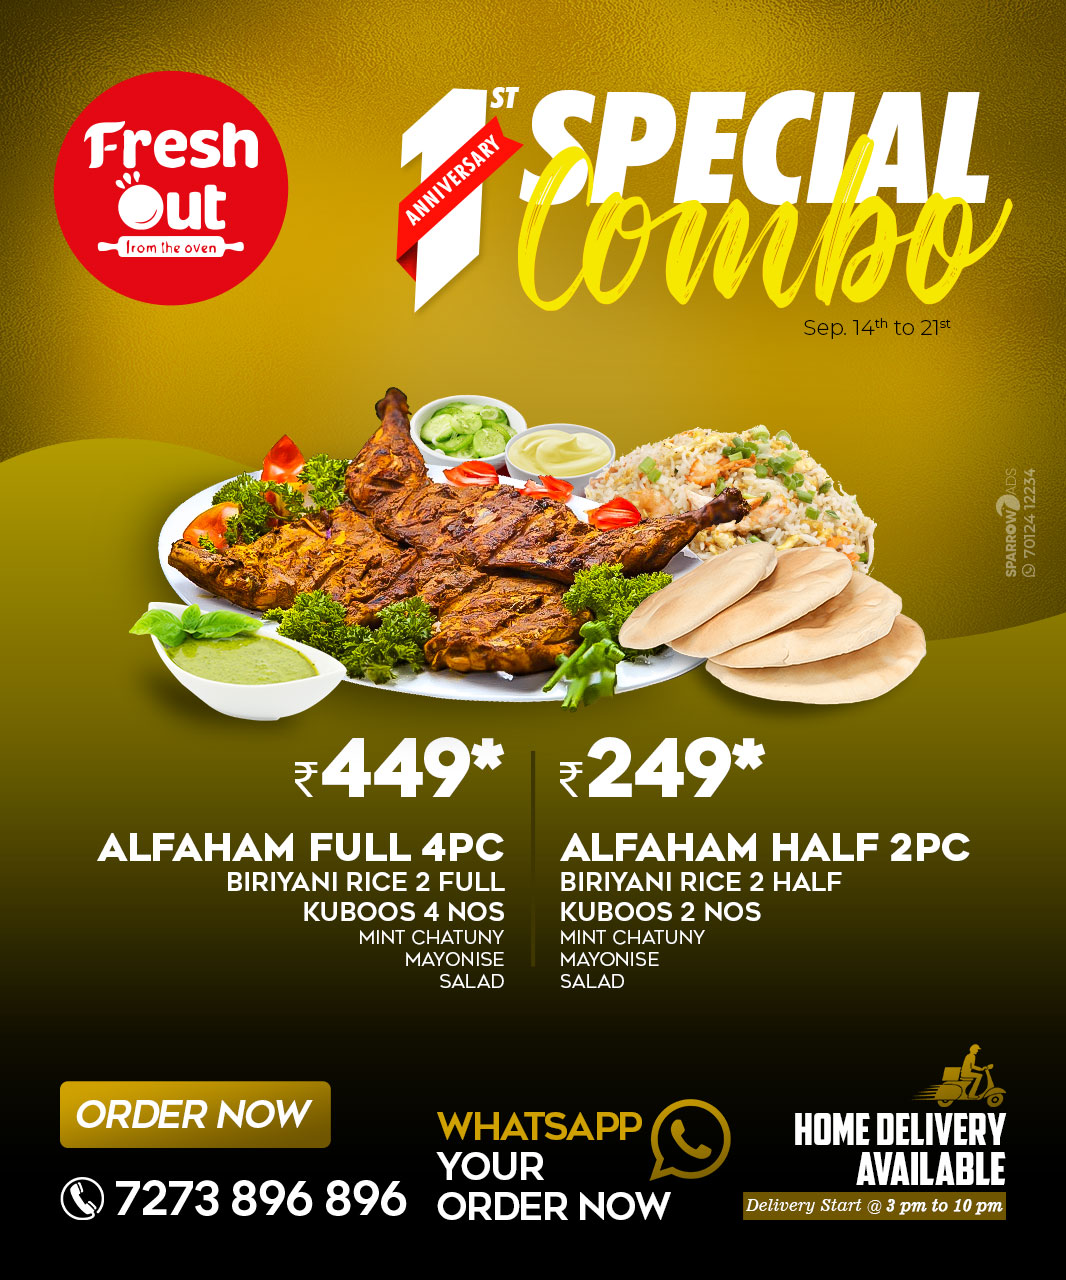 Fresh
Out
from the oven
1ST
ANNIVERSARY
SPECIAL
Combo
Sep. 14th to 21st
SPARROW ADS
70124 12234
₹449*
ALFAHAM FULL 4PC
BIRIYANI RICE 2 FULL
KUBOOS 4 NOS
MINT CHATUNY
MAYONISE
SALAD
₹249*
ALFAHAM HALF 2PC
BIRIYANI RICE 2 HALF
KUBOOS 2 NOS
MINT CHATUNY
MAYONISE
SALAD
ORDER NOW
7273 896 896
WHATSAPP
YOUR
ORDER NOW
HOME DELIVERY
AVAILABLE
Delivery Start @ 3 pm to 10 pm